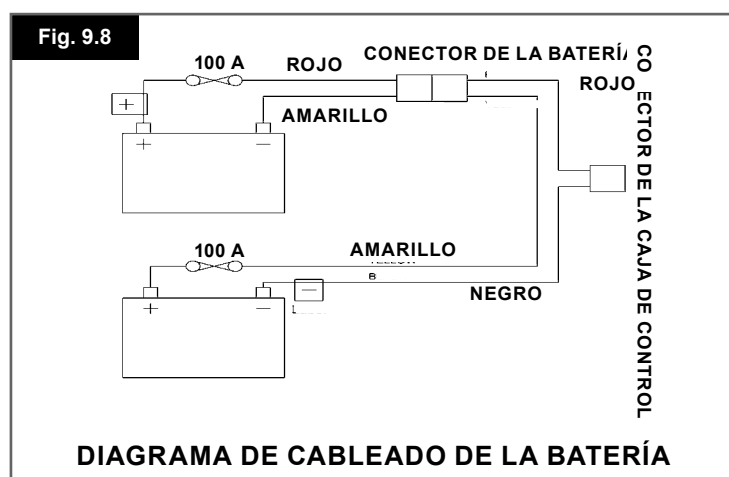 Fig. 9.8
100 A
ROJO
CONECTOR DE LA BATERÍA
ROJO
+
AMARILLO
+ −
CO ECTOR DE LA CAJA DE CONTROL
100 A
AMARILLO
B
−
NEGRO
+ −
DIAGRAMA DE CABLEADO DE LA BATERÍA